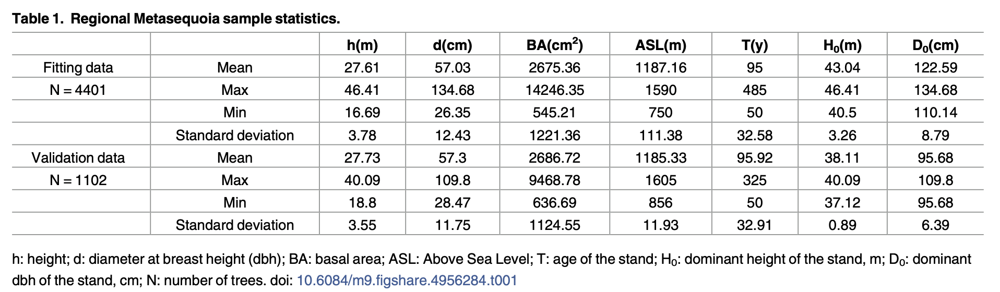 Table 1. Regional Metasequoia sample statistics.
h(m) d(cm) BA(cm²) ASL(m) T(y) H₀(m) D₀(cm)
Fitting data Mean 27.61 57.03 2675.36 1187.16 95 43.04 122.59
N = 4401 Max 46.41 134.68 14246.35 1590 485 46.41 134.68
Min 16.69 26.35 545.21 750 50 40.5 110.14
Standard deviation 3.78 12.43 1221.36 111.38 32.58 3.26 8.79
Validation data Mean 27.73 57.3 2686.72 1185.33 95.92 38.11 95.68
N = 1102 Max 40.09 109.8 9468.78 1605 325 40.09 109.8
Min 18.8 28.47 636.69 856 50 37.12 95.68
Standard deviation 3.55 11.75 1124.55 11.93 32.91 0.89 6.39
h: height; d: diameter at breast height (dbh); BA: basal area; ASL: Above Sea Level; T: age of the stand; H₀: dominant height of the stand, m; D₀: dominant
dbh of the stand, cm; N: number of trees. doi: 10.6084/m9.figshare.4956284.t001